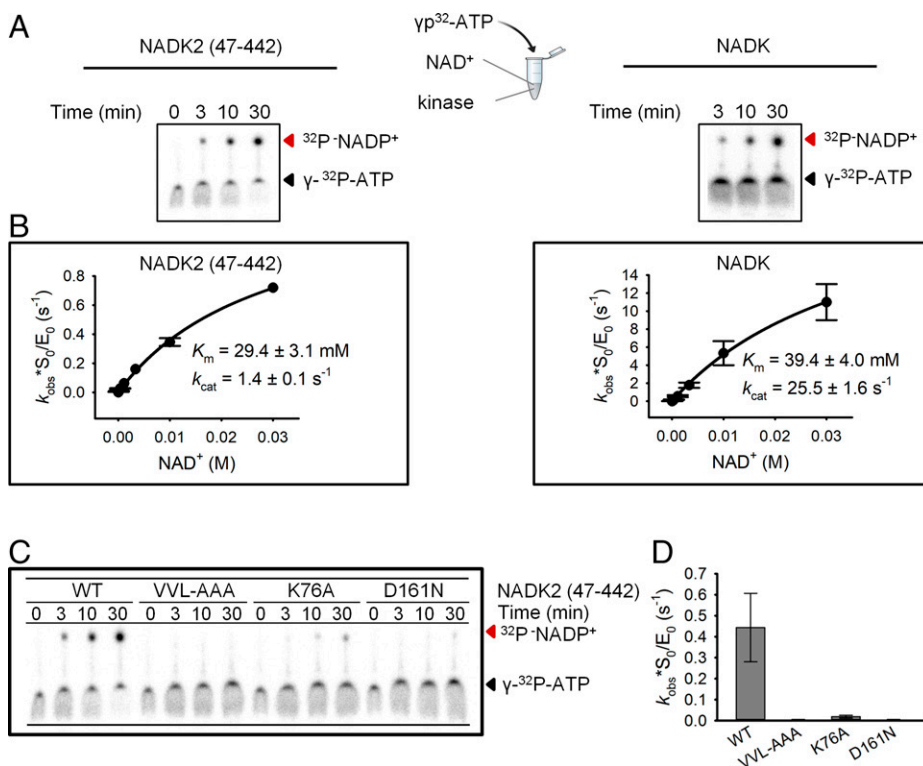 A
NADK2 (47-442)
γp³²-ATP
NAD⁺
kinase
NADK
Time (min) 0 3 10 30
³²P-NADP⁺
γ-³²P-ATP
Time (min) 3 10 30
³²P-NADP⁺
γ-³²P-ATP
B
NADK2 (47-442)
k_obs*S₀/E₀ (s⁻¹)
0.8
0.6
0.4
0.2
0.0
K_m = 29.4 ± 3.1 mM
k_cat = 1.4 ± 0.1 s⁻¹
0.00 0.01 0.02 0.03
NAD⁺ (M)
NADK
k_obs*S₀/E₀ (s⁻¹)
14
12
10
8
6
4
2
0
K_m = 39.4 ± 4.0 mM
k_cat = 25.5 ± 1.6 s⁻¹
0.00 0.01 0.02 0.03
NAD⁺ (M)
C
WT VVL-AAA K76A D161N NADK2 (47-442)
0 3 10 30 0 3 10 30 0 3 10 30 0 3 10 30 Time (min)
³²P-NADP⁺
γ-³²P-ATP
D
k_obs*S₀/E₀ (s⁻¹)
0.7
0.6
0.5
0.4
0.3
0.2
0.1
0.0
WT VVL-AAA K76A D161N